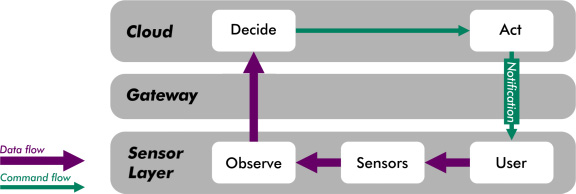 Cloud
Decide
Act
Notification
Gateway
Data flow
Command flow
Sensor
Layer
Observe
Sensors
User